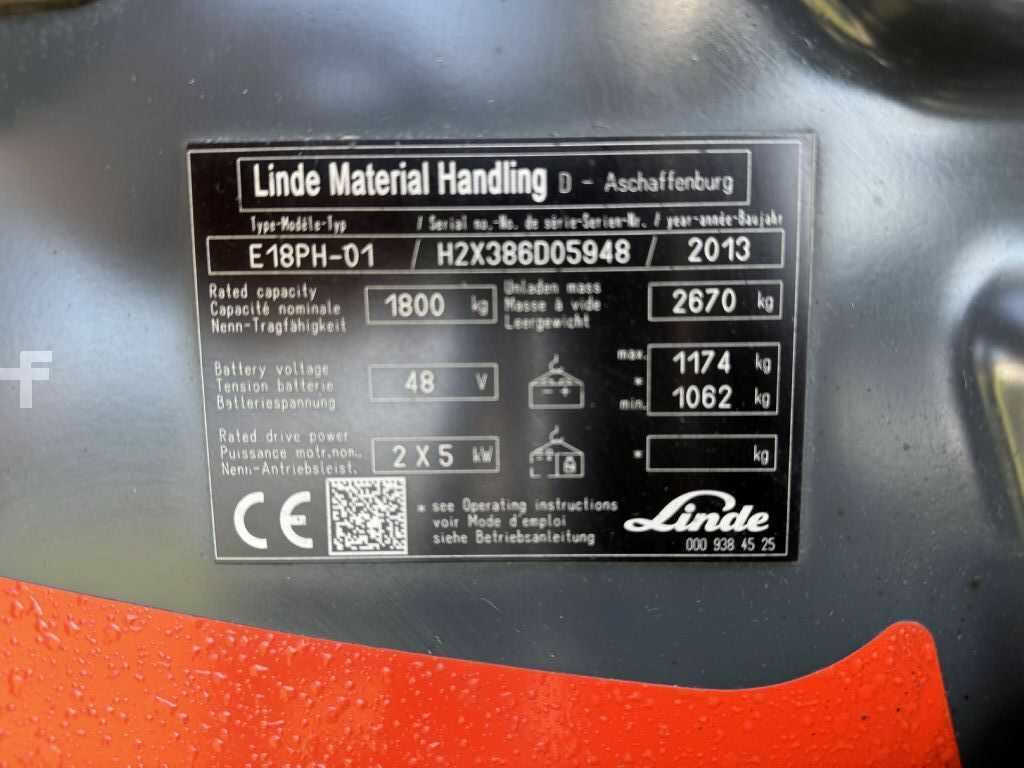 Linde Material Handling D - Aschaffenburg
Type-Modèle-Typ / Serial no.-No. de série-Serien-Nr. / year-année-Baujahr
E18PH-01 / H2X386D05948 / 2013
Rated capacity
Capacité nominale
Nenn-Tragfähigkeit
1800 kg
Unladen mass
Masse à vide
Leergewicht
2670 kg
Battery voltage
Tension batterie
Batteriespannung
48 V
- +
max. 1174 kg
*
min. 1062 kg
Rated drive power
Puissance motr.nom.
Nenn-Antriebsleist.
2 X 5 kW
* kg
CE
* see Operating instructions
voir Mode d'emploi
siehe Betriebsanleitung
Linde
000 938 45 25
F